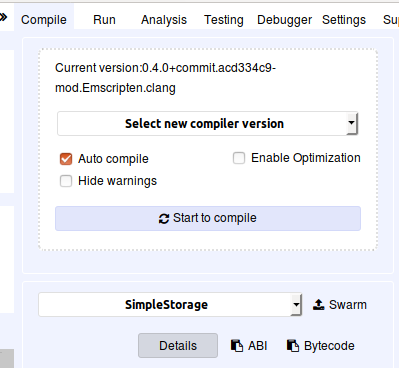 » Compile Run Analysis Testing Debugger Settings Sup
Current version:0.4.0+commit.acd334c9-
mod.Emscripten.clang
Select new compiler version
Auto compile Enable Optimization
Hide warnings
Start to compile
SimpleStorage Swarm
Details ABI Bytecode